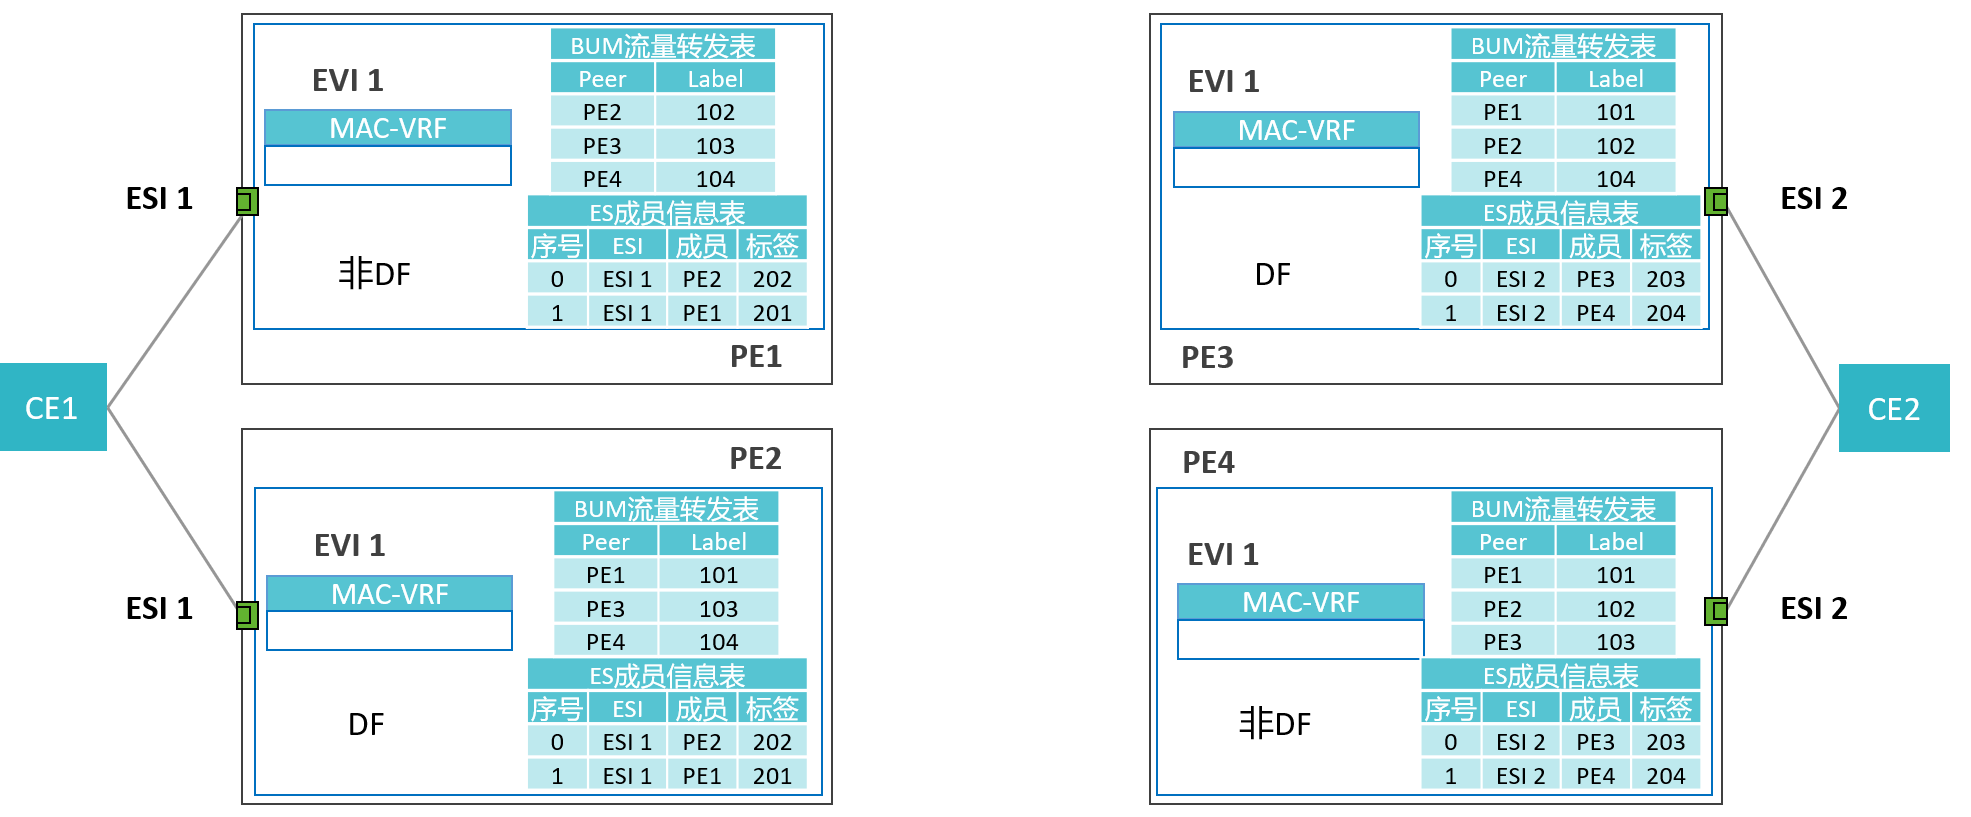 CE1
ESI 1
ESI 1
EVI 1
MAC-VRF
非DF
BUM流量转发表
Peer Label
PE2 102
PE3 103
PE4 104
ES成员信息表
序号 ESI 成员 标签
0 ESI 1 PE2 202
1 ESI 1 PE1 201
PE1
PE2
EVI 1
MAC-VRF
DF
BUM流量转发表
Peer Label
PE1 101
PE3 103
PE4 104
ES成员信息表
序号 ESI 成员 标签
0 ESI 1 PE2 202
1 ESI 1 PE1 201
EVI 1
MAC-VRF
DF
BUM流量转发表
Peer Label
PE1 101
PE2 102
PE4 104
ES成员信息表
序号 ESI 成员 标签
0 ESI 2 PE3 203
1 ESI 2 PE4 204
PE3
PE4
EVI 1
MAC-VRF
非DF
BUM流量转发表
Peer Label
PE1 101
PE2 102
PE3 103
ES成员信息表
序号 ESI 成员 标签
0 ESI 2 PE3 203
1 ESI 2 PE4 204
ESI 2
ESI 2
CE2